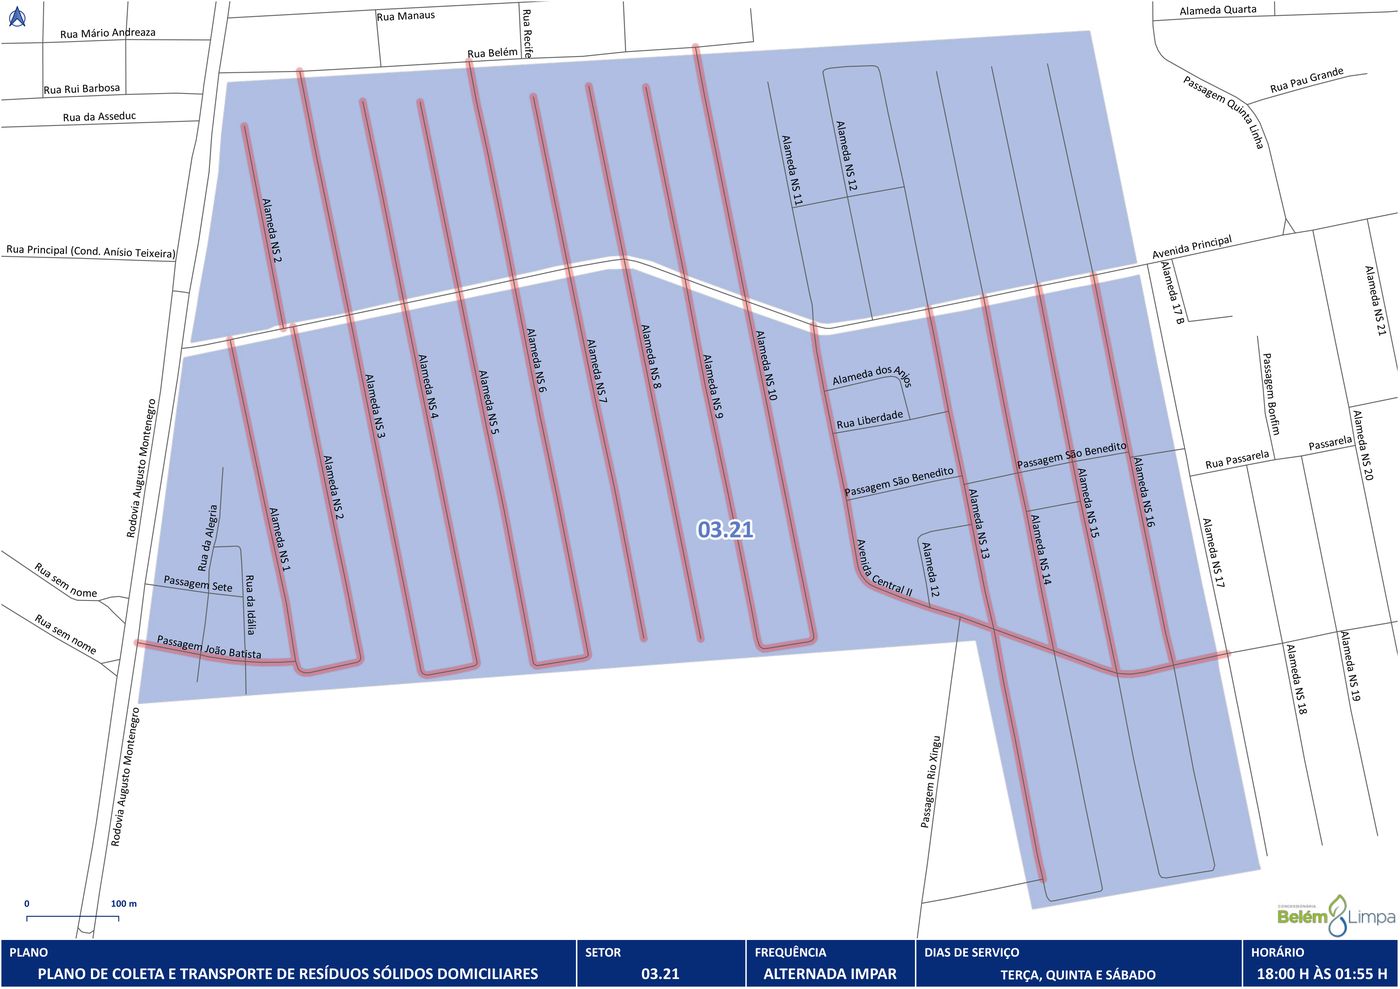 Rua Mário Andreaza
Rua Manaus
Rua Recife
Rua Belém
Alameda Quarta
Rua Rui Barbosa
Rua da Asseduc
Passagem Quinta Linha
Rua Pau Grande
Alameda NS 11
Alameda NS 12
Rua Principal (Cond. Anísio Teixeira)
Alameda NS 2
Avenida Principal
Alameda 17 B
Alameda NS 21
Alameda NS 3
Alameda NS 4
Alameda NS 5
Alameda NS 6
Alameda NS 7
Alameda NS 8
Alameda NS 9
Alameda NS 10
Alameda dos Anjos
Rua Liberdade
Passagem Bonfim
Rodovia Augusto Montenegro
Alameda NS 2
Alameda NS 1
Passagem São Benedito
Passagem São Benedito
Rua Passarela
Passarela
Alameda NS 20
Rua da Alegria
Passagem Sete
Rua da Idália
Passagem João Batista
03.21
Avenida Central II
Alameda 12
Alameda NS 13
Alameda NS 14
Alameda NS 15
Alameda NS 16
Alameda NS 17
Rua sem nome
Rua sem nome
Alameda NS 18
Alameda NS 19
Rodovia Augusto Montenegro
Passagem Rio Xingu
0 100 m
CONCESSIONÁRIA
Belém Limpa
PLANO
PLANO DE COLETA E TRANSPORTE DE RESÍDUOS SÓLIDOS DOMICILIARES
SETOR
03.21
FREQUÊNCIA
ALTERNADA IMPAR
DIAS DE SERVIÇO
TERÇA, QUINTA E SÁBADO
HORÁRIO
18:00 H ÀS 01:55 H